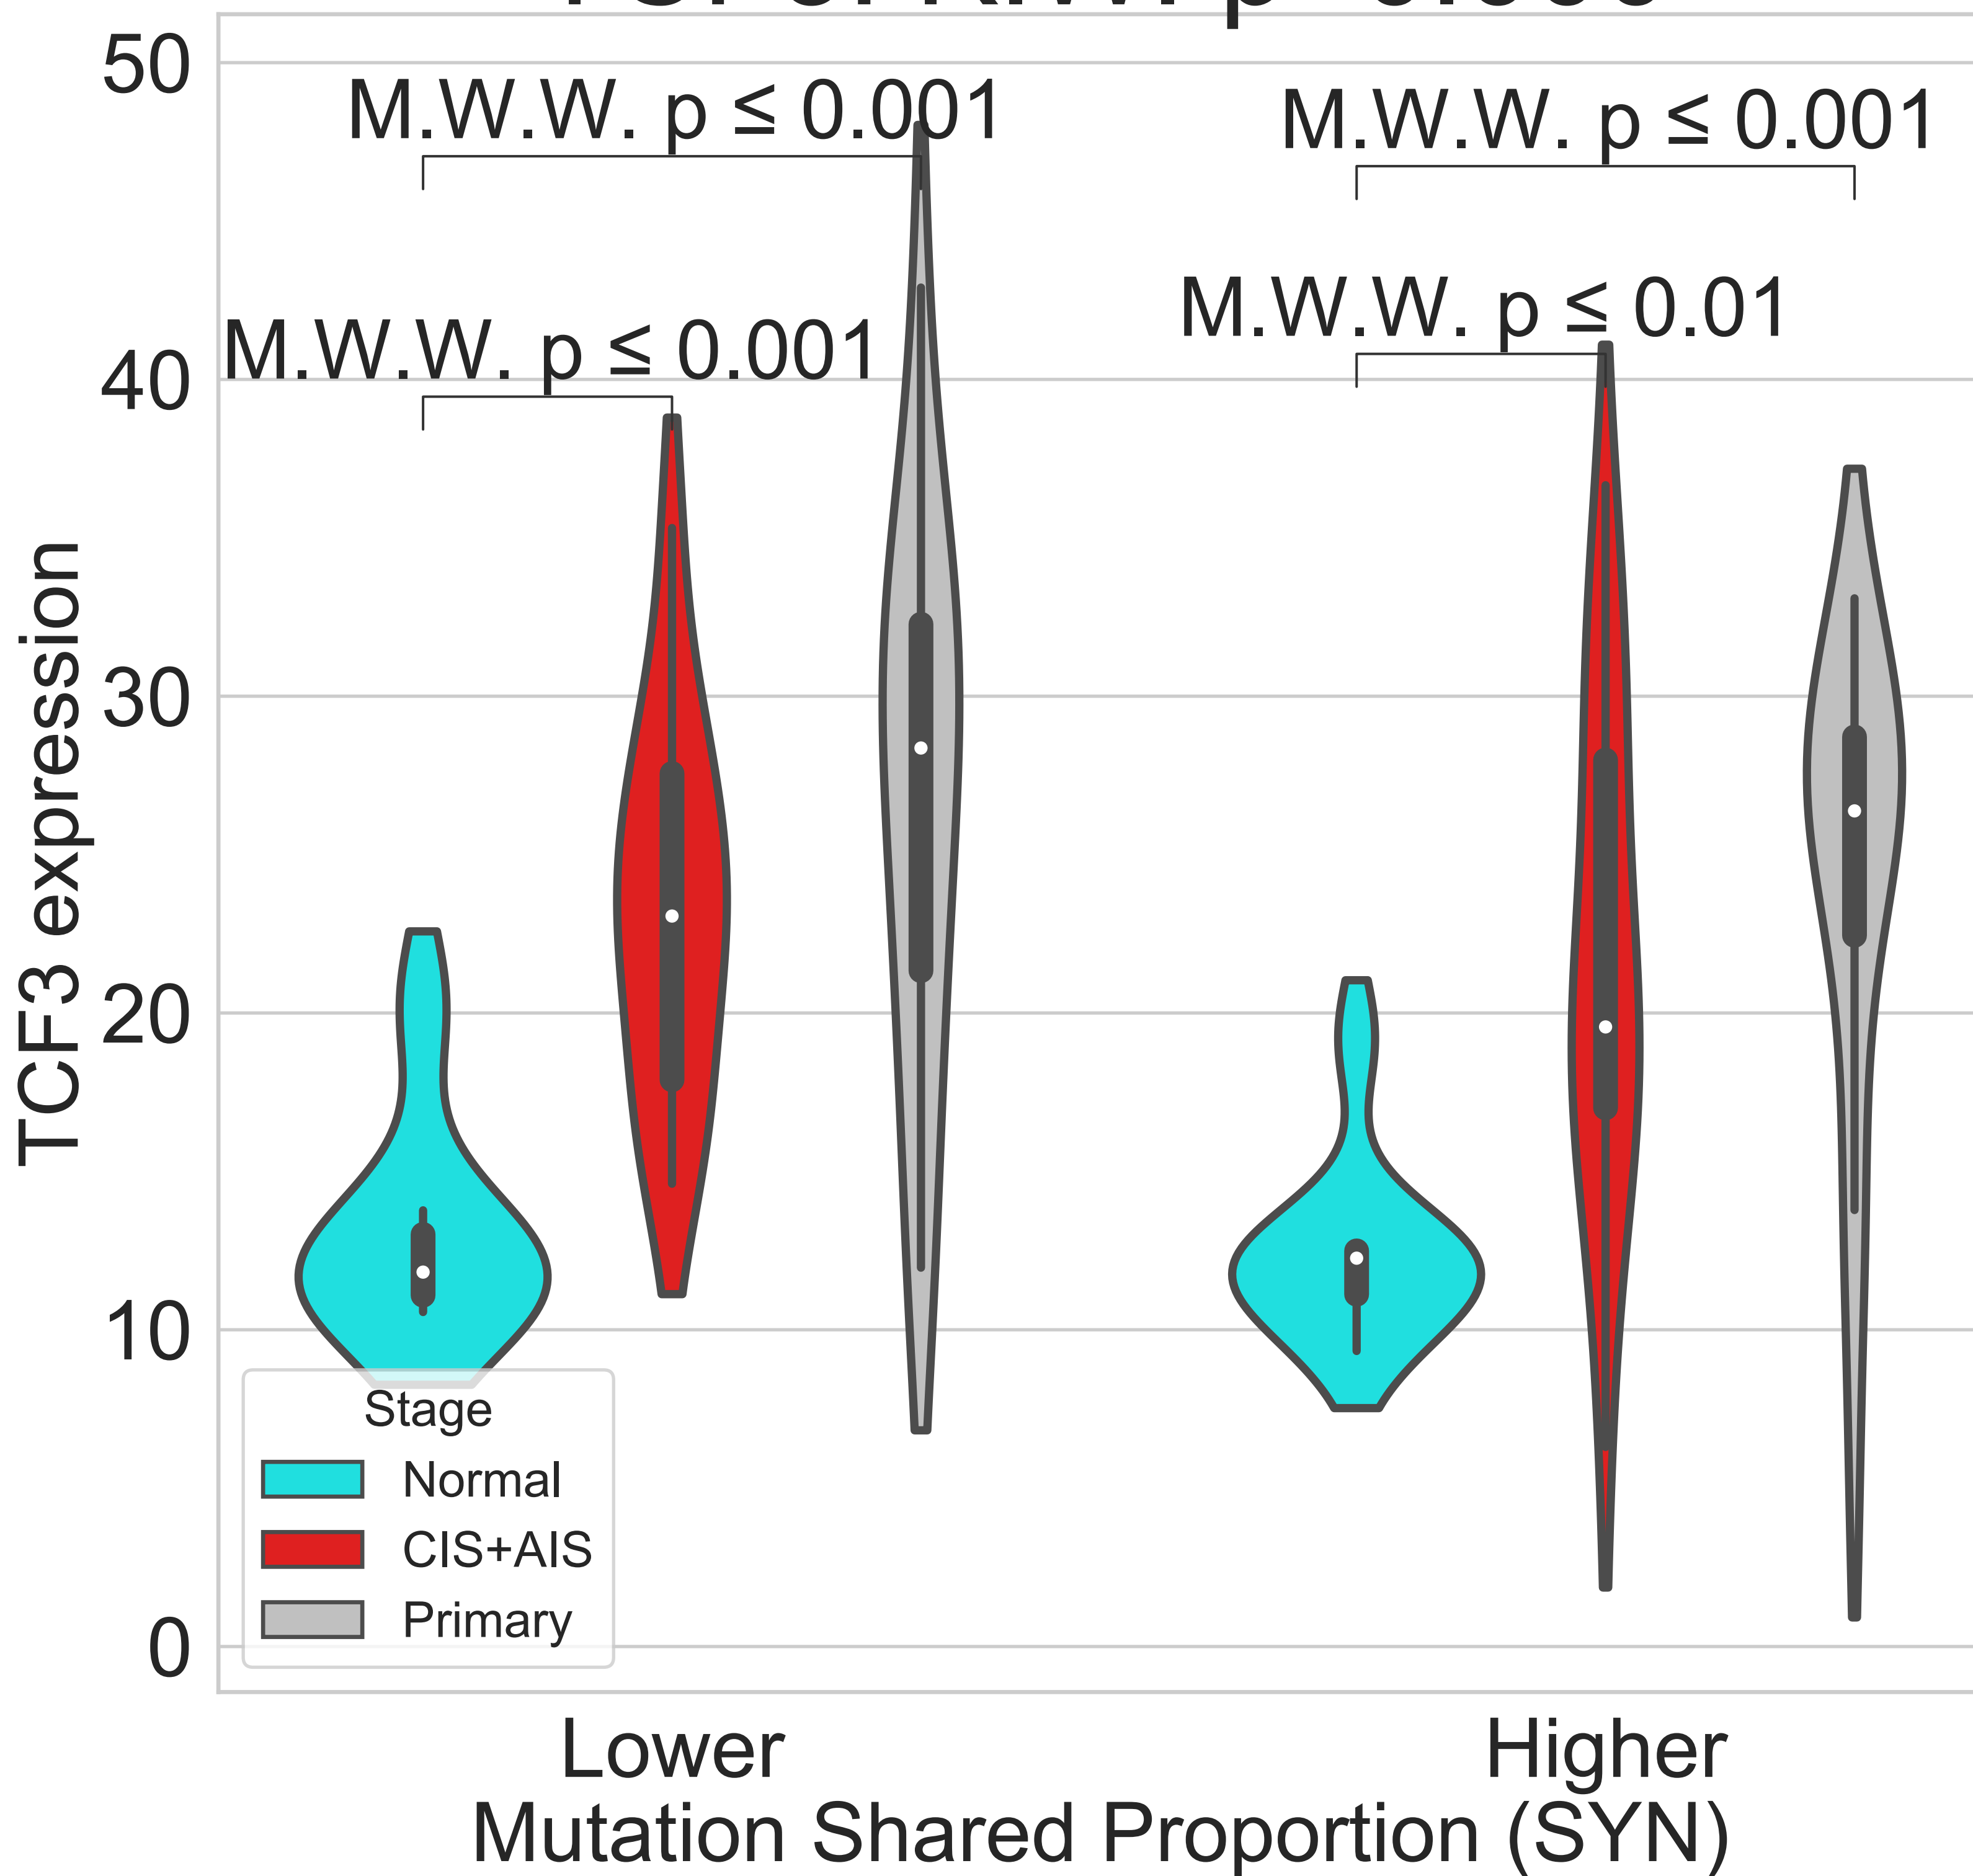 50
M.W.W. p ≤ 0.001
M.W.W. p ≤ 0.001
M.W.W. p ≤ 0.01
M.W.W. p ≤ 0.001
40
30
20
10
0
TCF3 expression
Stage
Normal
CIS+AIS
Primary
Lower
Higher
Mutation Shared Proportion (SYN)